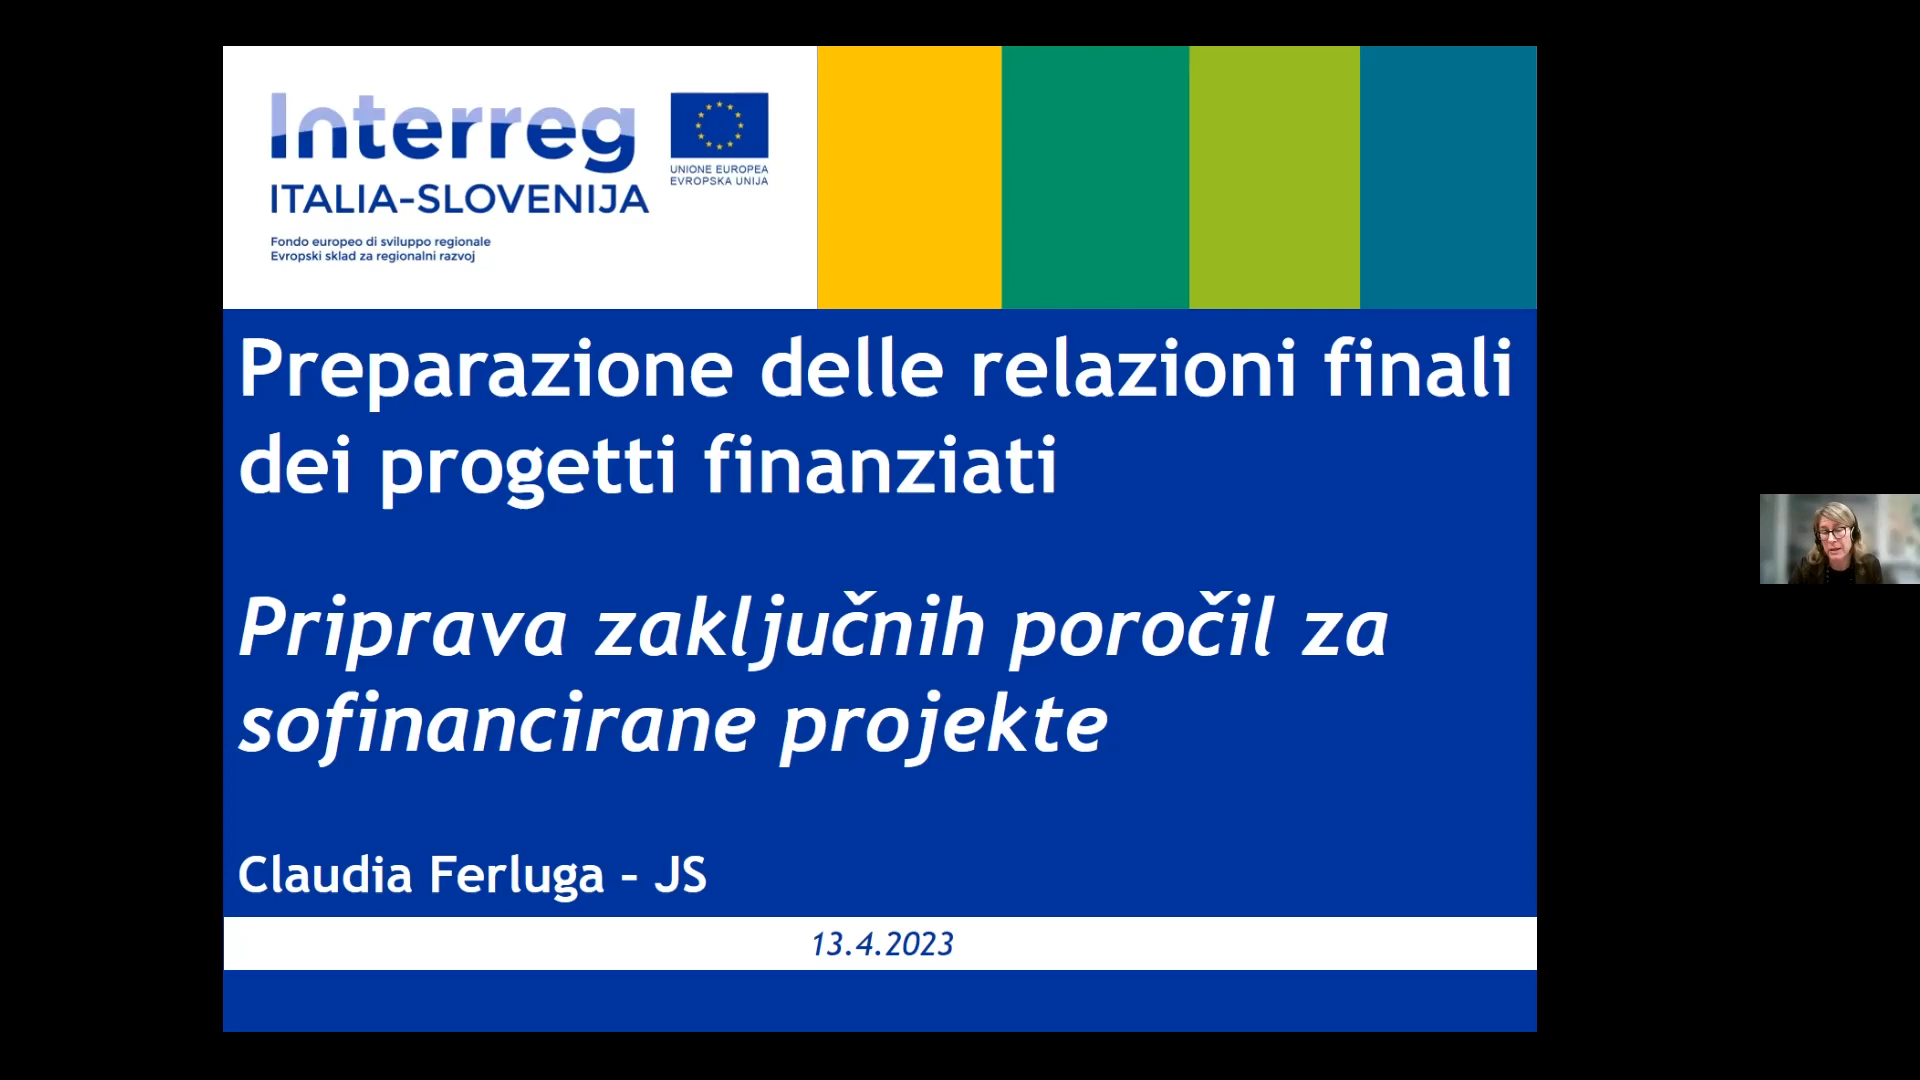 Interreg
ITALIA-SLOVENIJA
UNIONE EUROPEA
EVROPSKA UNIJA
Fondo europeo di sviluppo regionale
Evropski sklad za regionalni razvoj
Preparazione delle relazioni finali
dei progetti finanziati
Priprava zaključnih poročil za
sofinancirane projekte
Claudia Ferluga – JS
13.4.2023